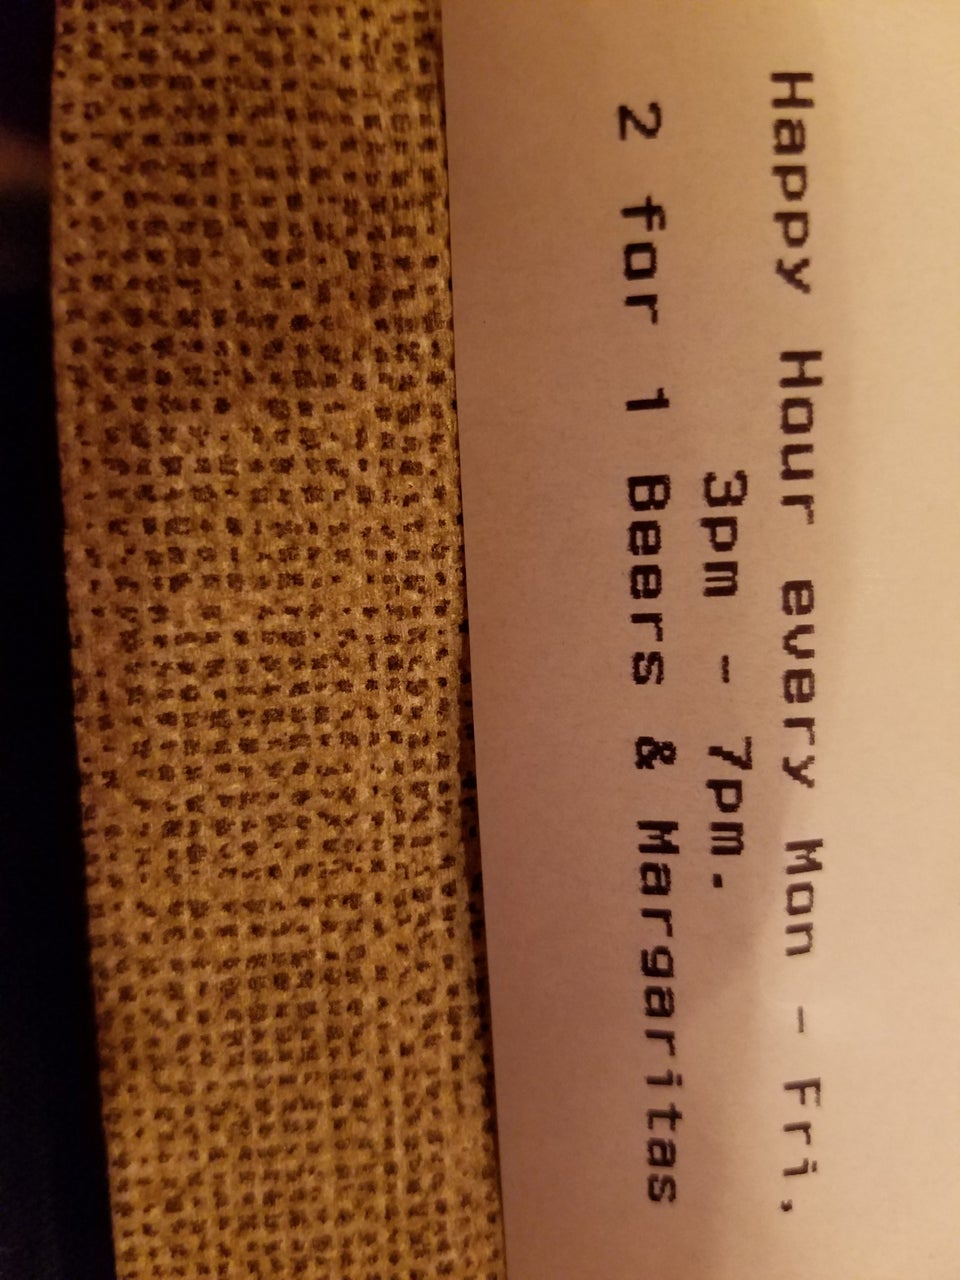 Happy Hour every Mon - Fri,
3pm - 7pm.
2 for 1 Beers & Margaritas